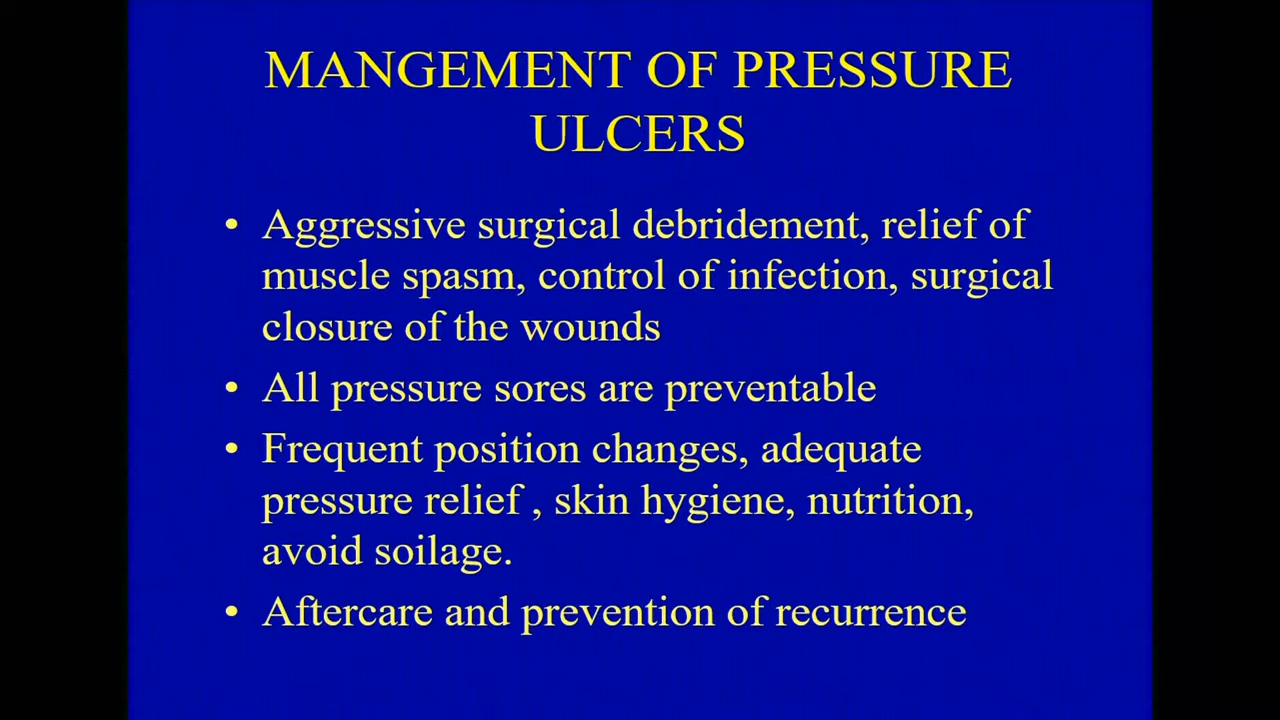 MANGEMENT OF PRESSURE
ULCERS
• Aggressive surgical debridement, relief of
muscle spasm, control of infection, surgical
closure of the wounds
• All pressure sores are preventable
• Frequent position changes, adequate
pressure relief , skin hygiene, nutrition,
avoid soilage.
• Aftercare and prevention of recurrence